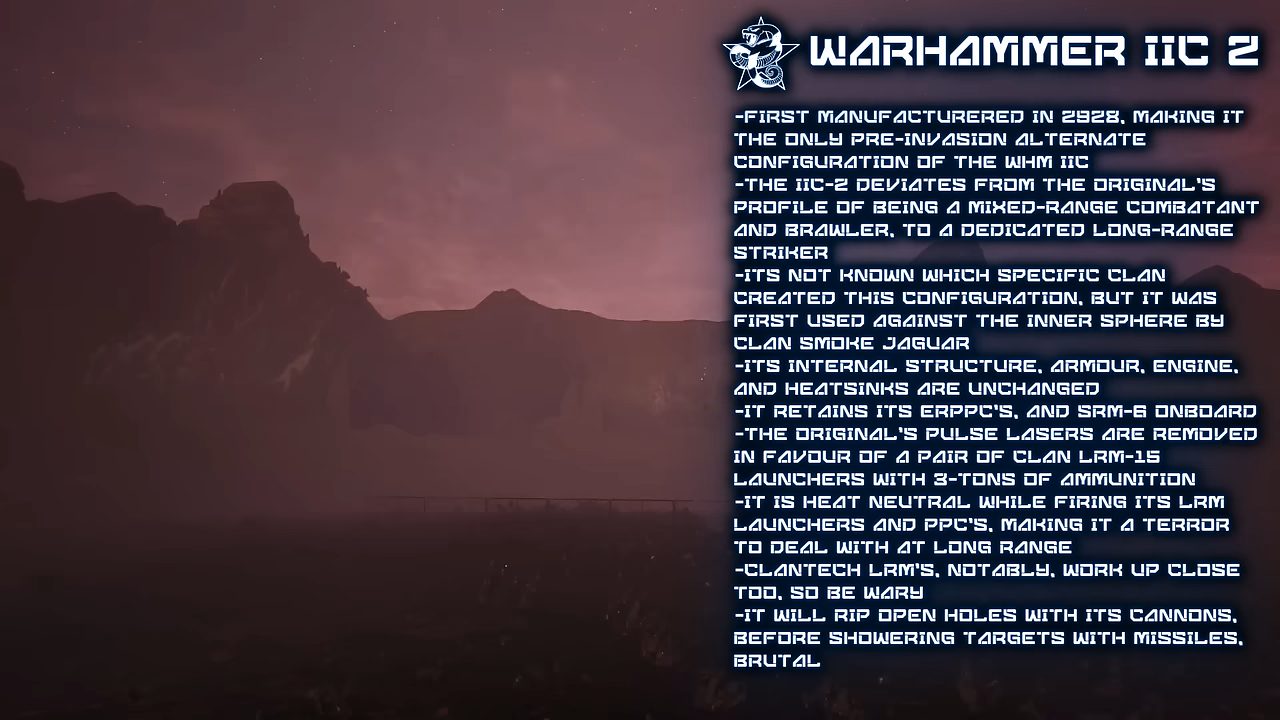 WARHAMMER IIC 2
-FIRST MANUFACTURERED IN 2928, MAKING IT
THE ONLY PRE-INVASION ALTERNATE
CONFIGURATION OF THE WHM IIC
-THE IIC-2 DEVIATES FROM THE ORIGINAL'S
PROFILE OF BEING A MIXED-RANGE COMBATANT
AND BRAWLER, TO A DEDICATED LONG-RANGE
STRIKER
-ITS NOT KNOWN WHICH SPECIFIC CLAN
CREATED THIS CONFIGURATION, BUT IT WAS
FIRST USED AGAINST THE INNER SPHERE BY
CLAN SMOKE JAGUAR
-ITS INTERNAL STRUCTURE, ARMOUR, ENGINE,
AND HEATSINKS ARE UNCHANGED
-IT RETAINS ITS ERPPC'S, AND SRM-6 ONBOARD
-THE ORIGINAL'S PULSE LASERS ARE REMOVED
IN FAVOUR OF A PAIR OF CLAN LRM-15
LAUNCHERS WITH 3-TONS OF AMMUNITION
-IT IS HEAT NEUTRAL WHILE FIRING ITS LRM
LAUNCHERS AND PPC'S, MAKING IT A TERROR
TO DEAL WITH AT LONG RANGE
-CLANTECH LRM'S, NOTABLY, WORK UP CLOSE
TOO, SO BE WARY
-IT WILL RIP OPEN HOLES WITH ITS CANNONS,
BEFORE SHOWERING TARGETS WITH MISSILES,
BRUTAL